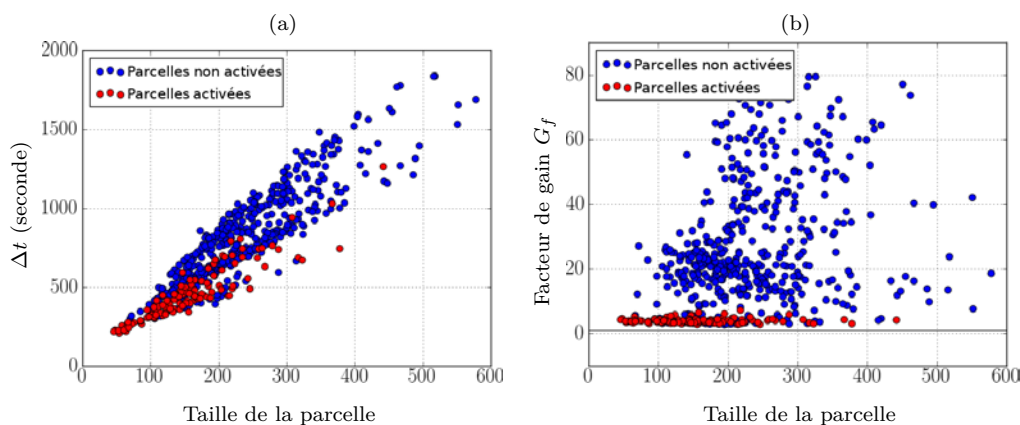 (a)
2000
1500
1000
500
0
0 100 200 300 400 500 600
Δt (seconde)
Taille de la parcelle
Parcelles non activées
Parcelles activées
(b)
80
60
40
20
0
0 100 200 300 400 500 600
Facteur de gain G_f
Taille de la parcelle
Parcelles non activées
Parcelles activées